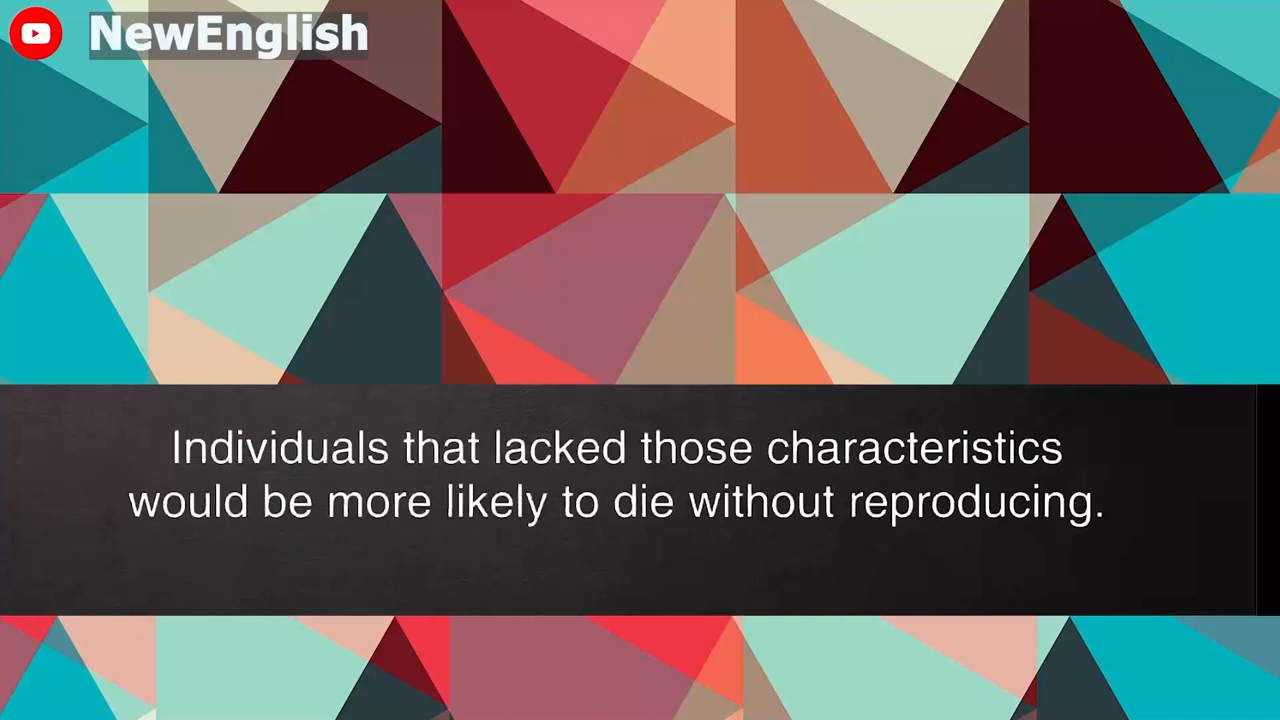 NewEnglish
Individuals that lacked those characteristics
would be more likely to die without reproducing.